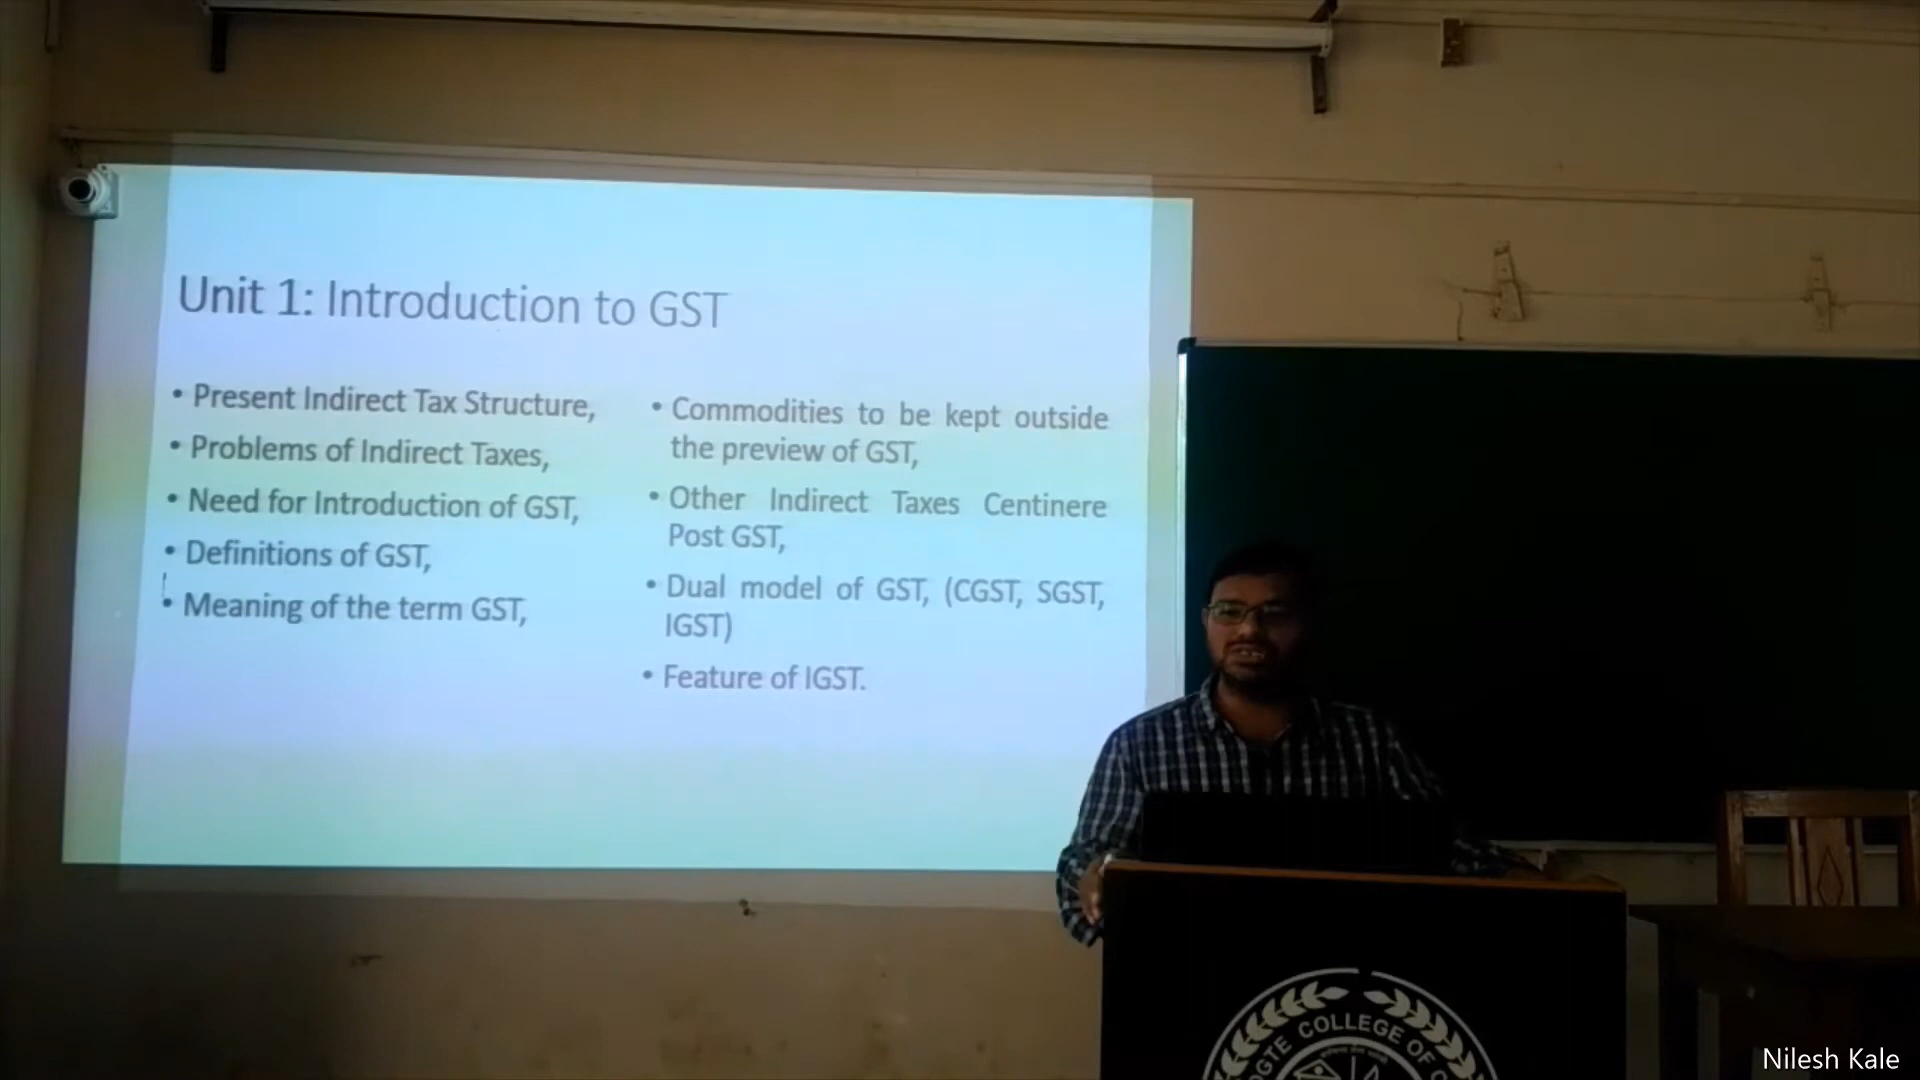 Unit 1: Introduction to GST
• Present Indirect Tax Structure,
• Problems of Indirect Taxes,
• Need for Introduction of GST,
• Definitions of GST,
• Meaning of the term GST,
• Commodities to be kept outside
the preview of GST,
• Other Indirect Taxes Centinere
Post GST,
• Dual model of GST, (CGST, SGST,
IGST)
• Feature of IGST.
COLLEGE OF
Nilesh Kale